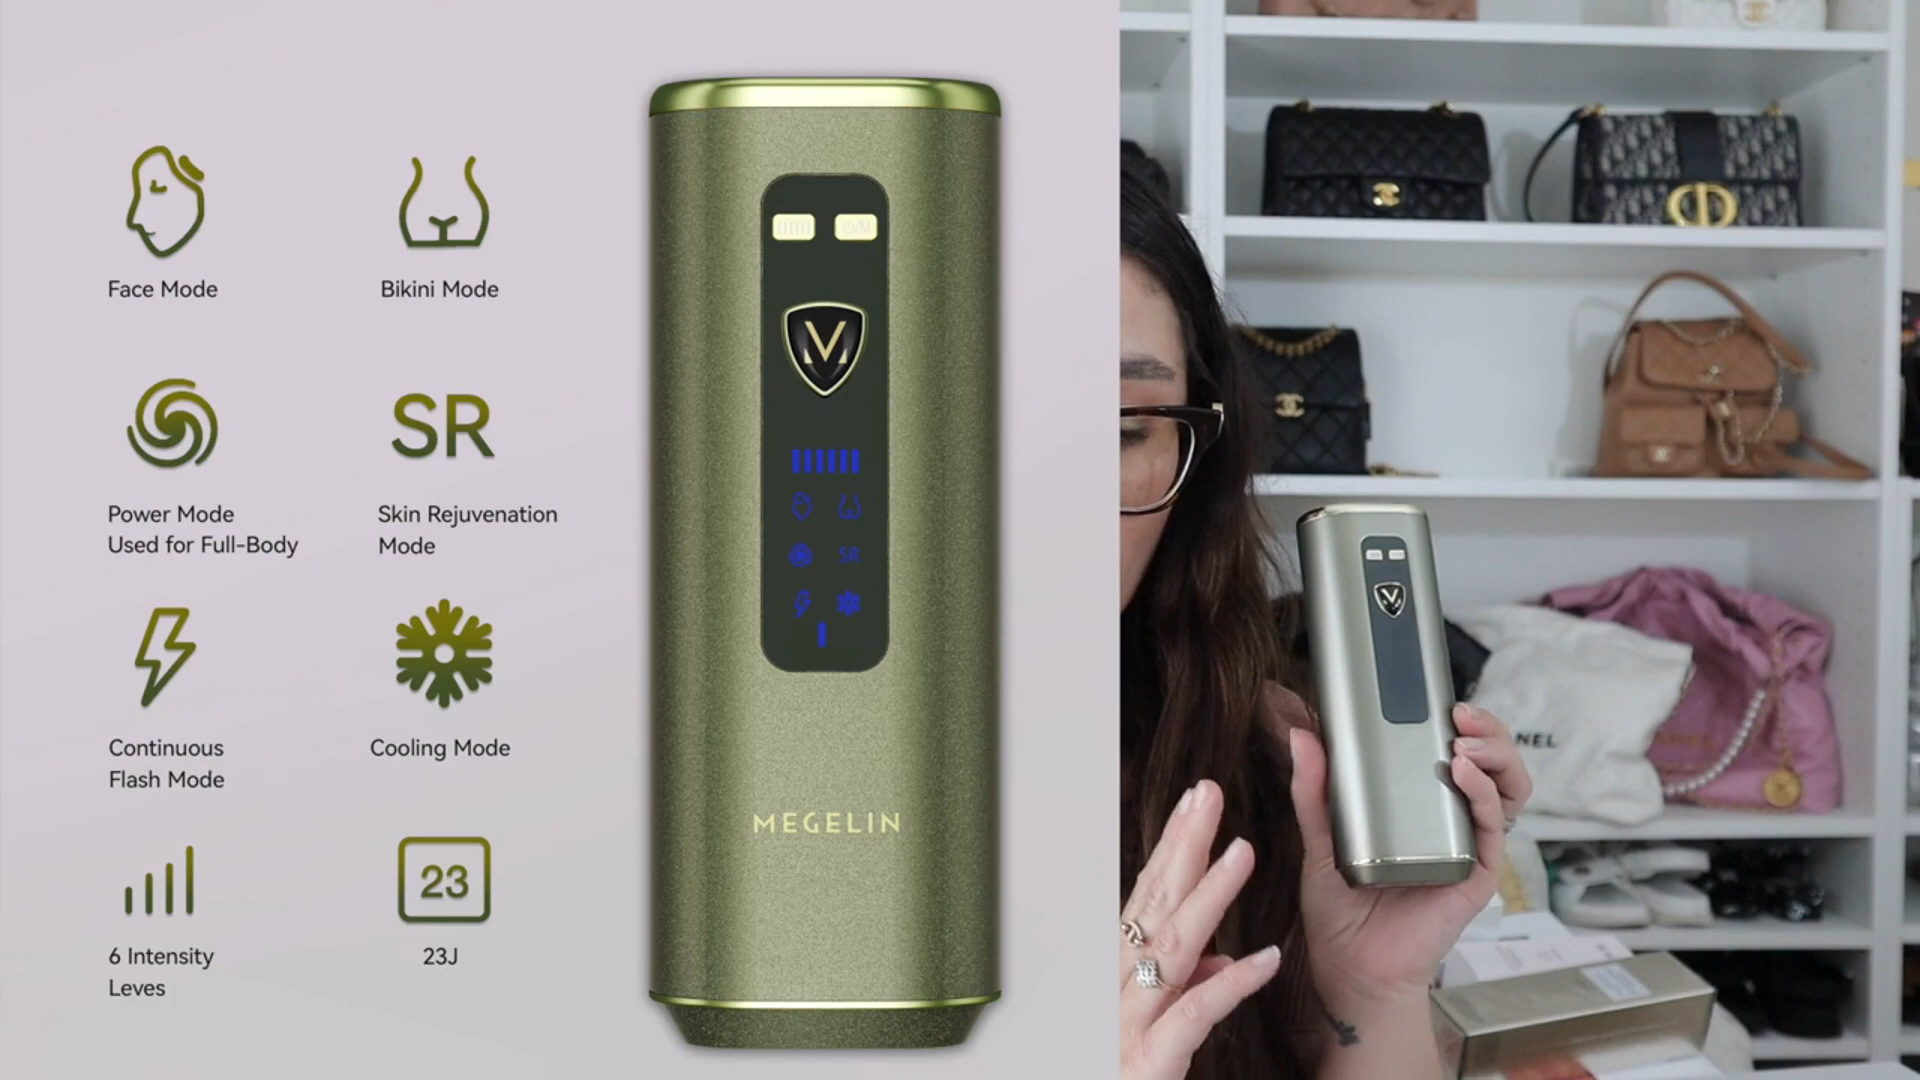 Face Mode
Bikini Mode
SR
Power Mode
Used for Full-Body
Skin Rejuvenation
Mode
Continuous
Flash Mode
Cooling Mode
23
6 Intensity
Leves
23J
M
SR
MEGELIN
NEL